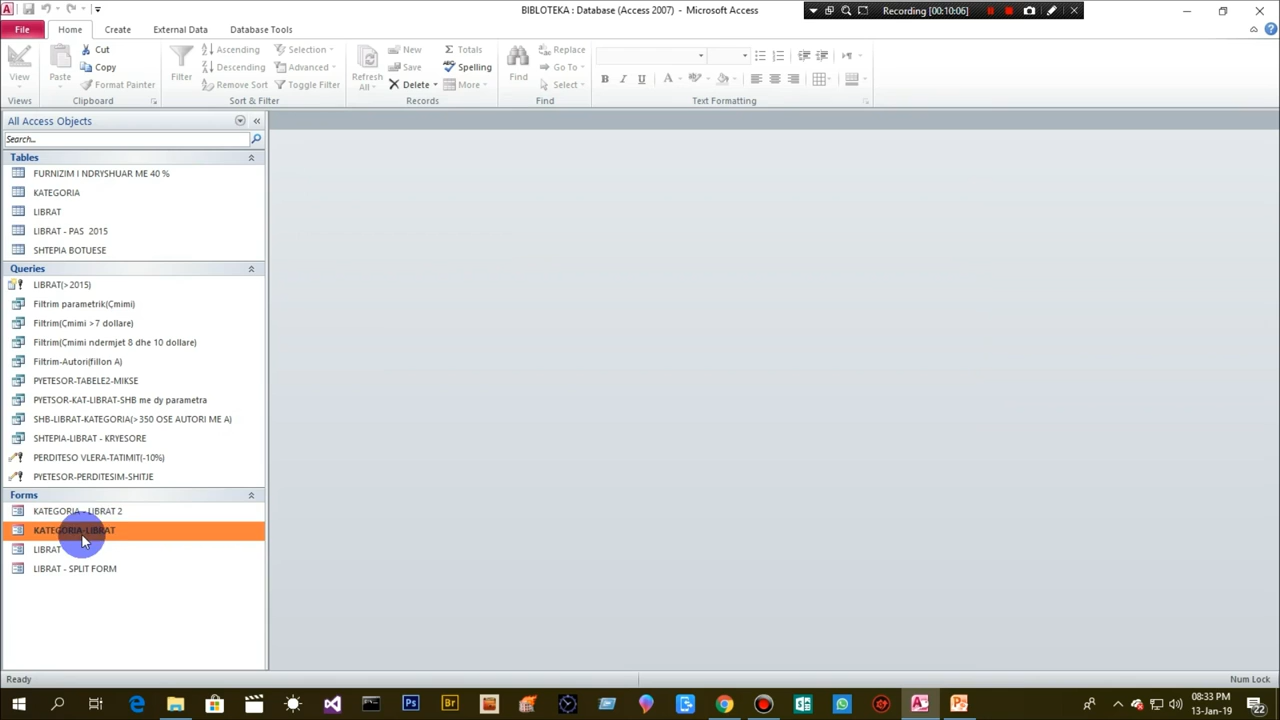 BIBLOTEKA : Database (Access 2007) - Microsoft Access
Recording [00:10:06]
File Home Create External Data Database Tools
View
Views
Paste
Cut
Copy
Format Painter
Clipboard
Filter
Ascending
Descending
Remove Sort
Selection
Advanced
Toggle Filter
Sort & Filter
Refresh
All
New
Save
Delete
Totals
Spelling
More
Records
Find
Replace
Go To
Select
Find
B I U A
Text Formatting
All Access Objects
Search...
Tables
FURNIZIM I NDRYSHUAR ME 40 %
KATEGORIA
LIBRAT
LIBRAT - PAS 2015
SHTEPIA BOTUESE
Queries
LIBRAT(>2015)
Filtrim parametrik(Cmimi)
Filtrim(Cmimi >7 dollare)
Filtrim(Cmimi ndermjet 8 dhe 10 dollare)
Filtrim-Autori(fillon A)
PYETESOR-TABELE2-MIKSE
PYETSOR-KAT-LIBRAT-SHB me dy parametra
SHB-LIBRAT-KATEGORIA(>350 OSE AUTORI ME A)
SHTEPIA-LIBRAT - KRYESORE
PERDITESO VLERA-TATIMIT(-10%)
PYETESOR-PERDITESIM-SHITJE
Forms
KATEGORIA - LIBRAT 2
KATEGORIA-LIBRAT
LIBRAT
LIBRAT - SPLIT FORM
Ready
Num Lock
08:33 PM
13-Jan-19
22